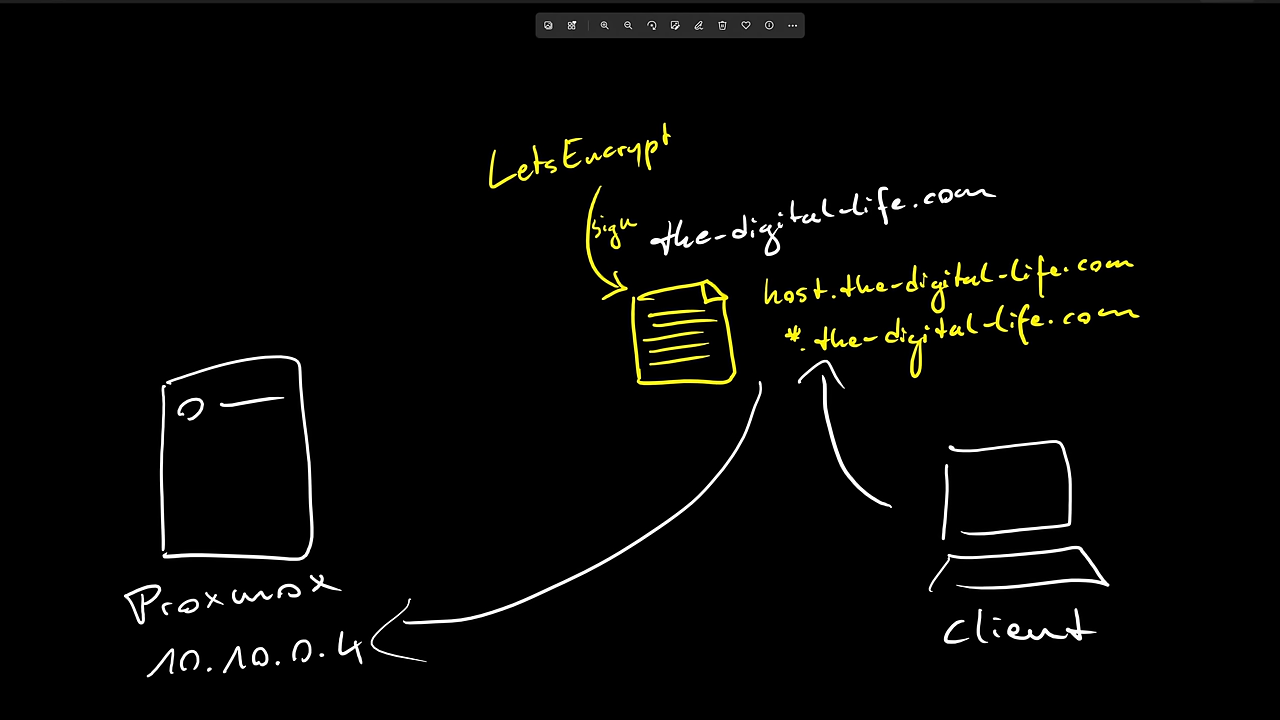 LetsEncrypt
sign
the-digital-life.com
host.the-digital-life.com
*.the-digital-life.com
Proxmox
10.10.0.4
client